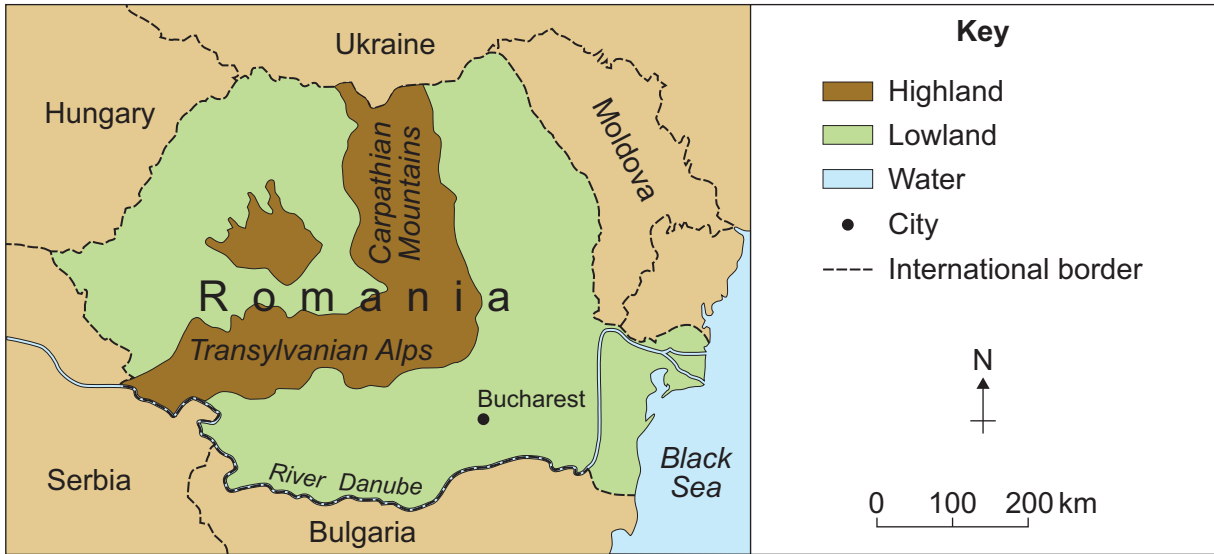 Ukraine
Hungary
Moldova
Carpathian
Mountains
Romania
Transylvanian Alps
Bucharest
Serbia
River Danube
Black
Sea
Bulgaria
Key
Highland
Lowland
Water
City
International border
N
0 100 200 km